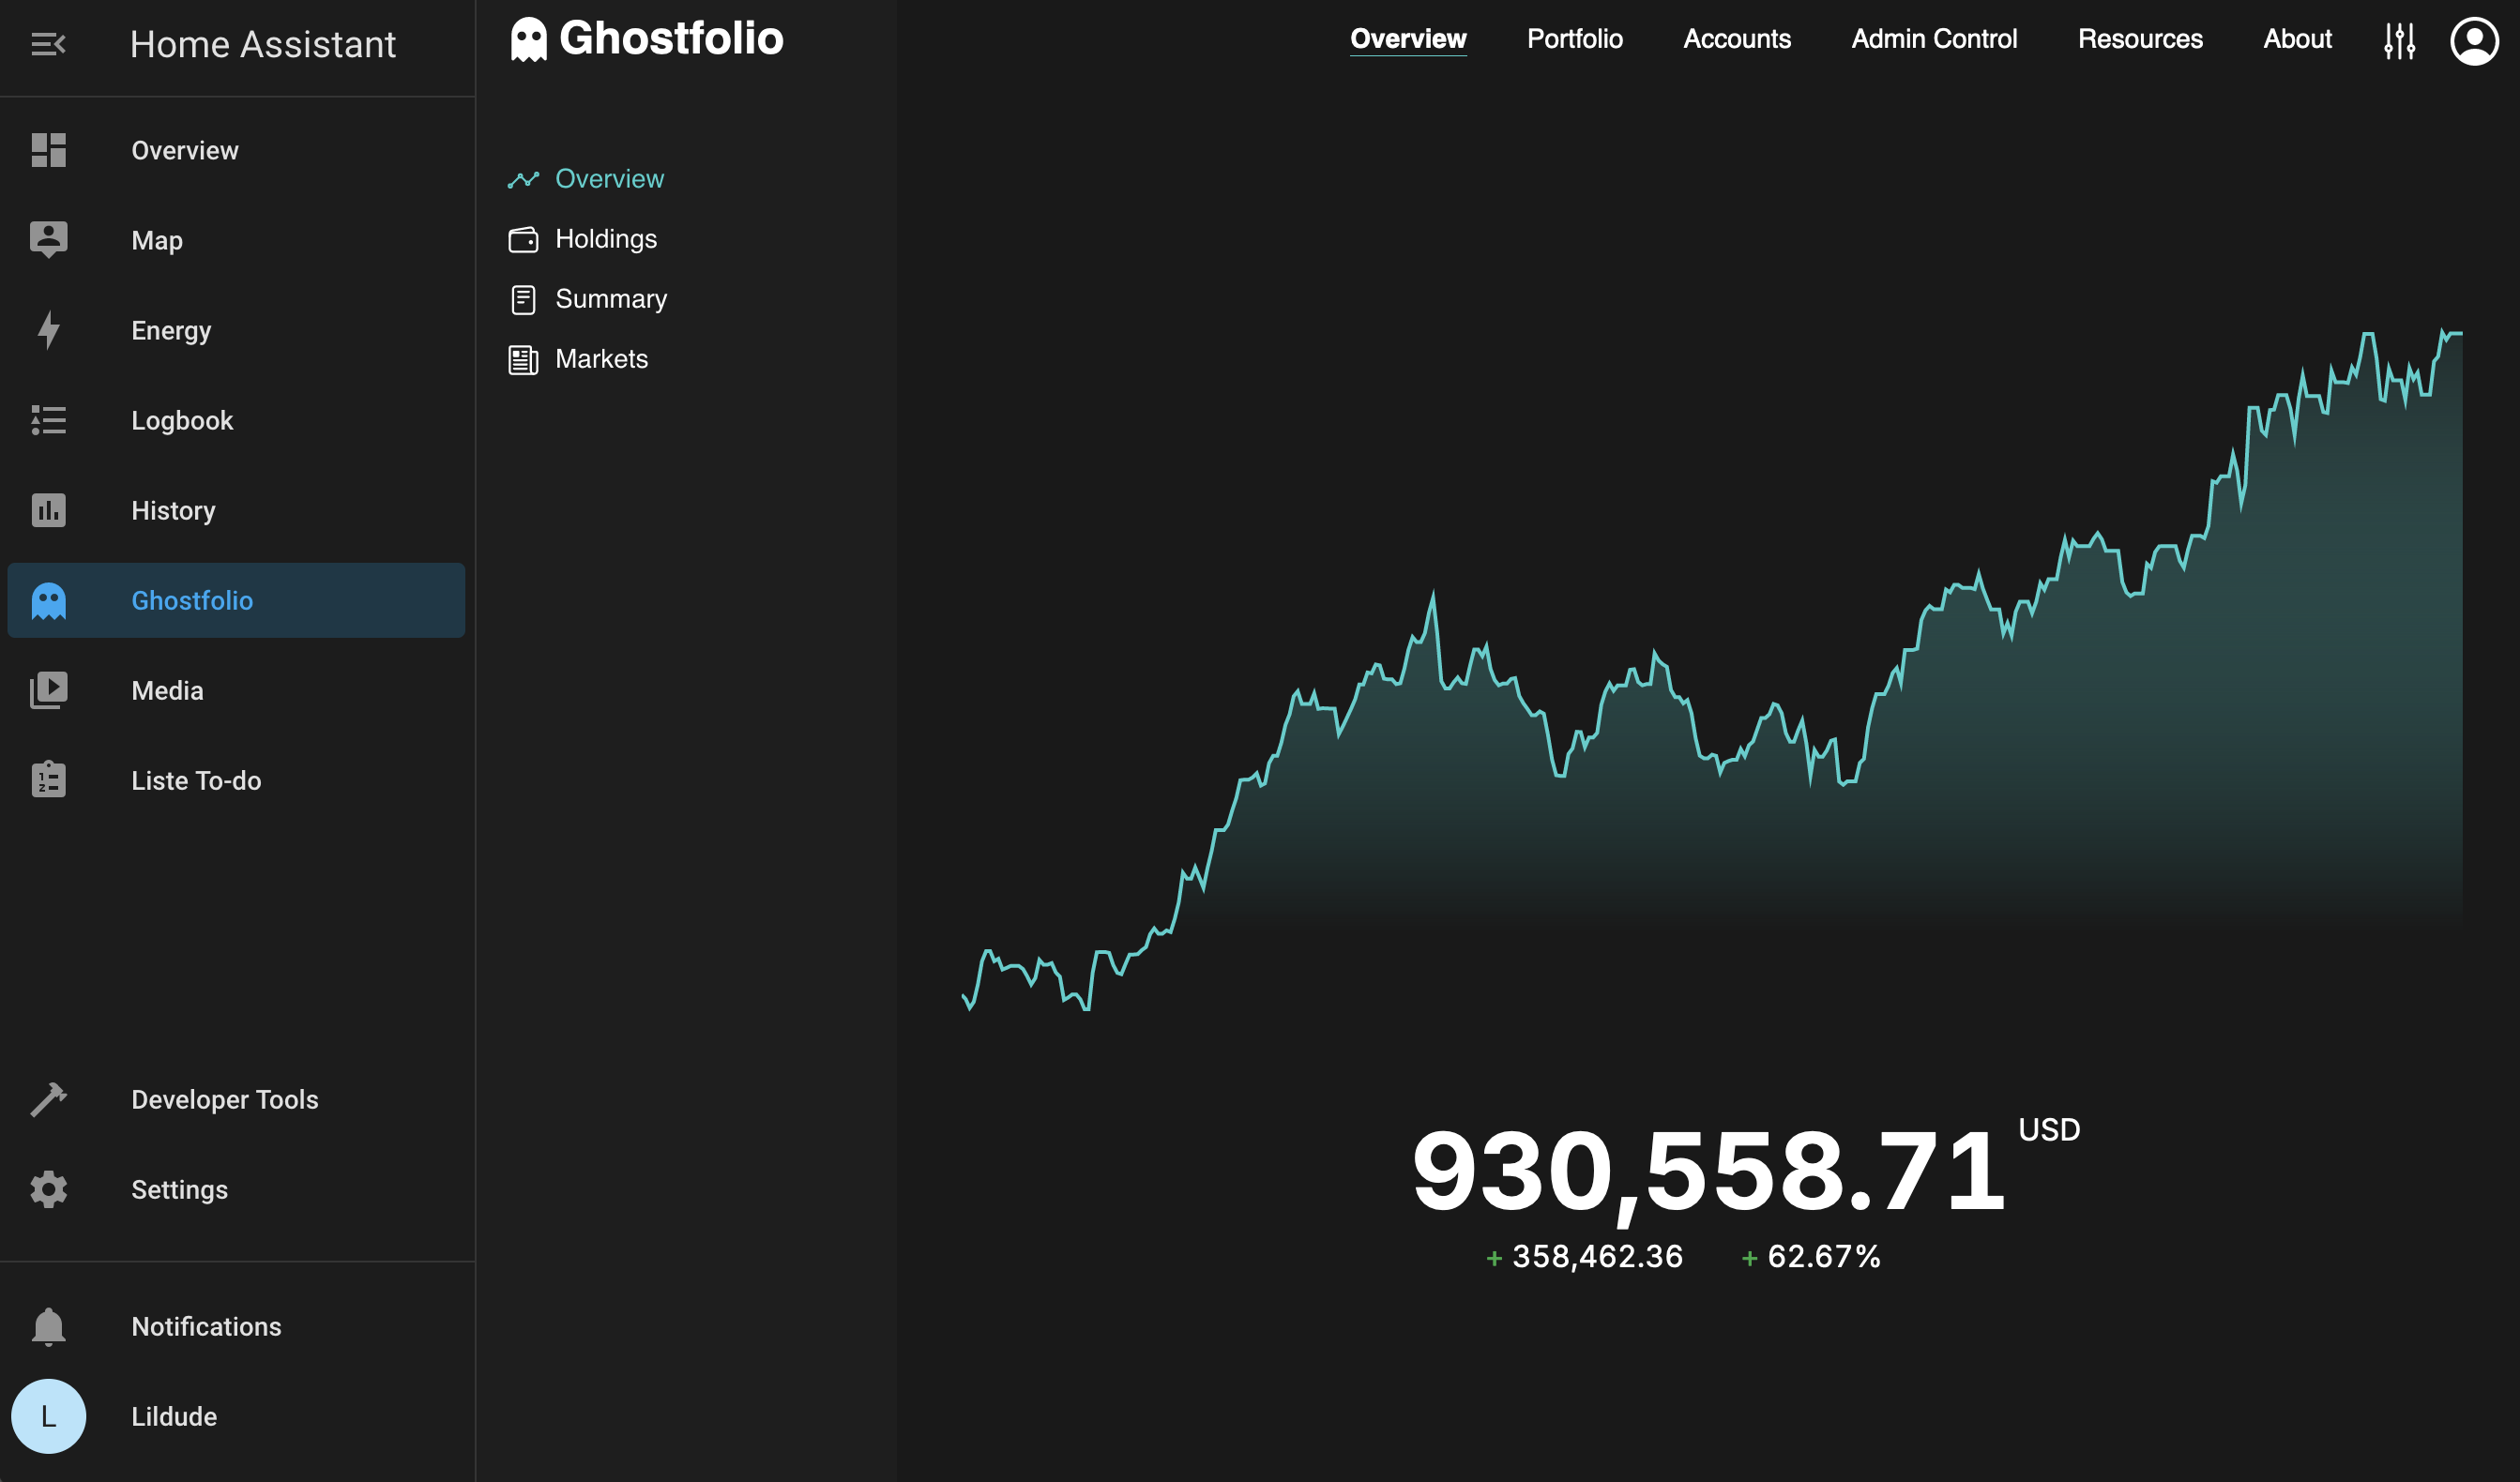 Home Assistant
Overview
Map
Energy
Logbook
History
Ghostfolio
Media
Liste To-do
Developer Tools
Settings
Notifications
L
Lildude
Ghostfolio
Overview
Portfolio
Accounts
Admin Control
Resources
About
Overview
Holdings
Summary
Markets
930,558.71 USD
+ 358,462.36 + 62.67%